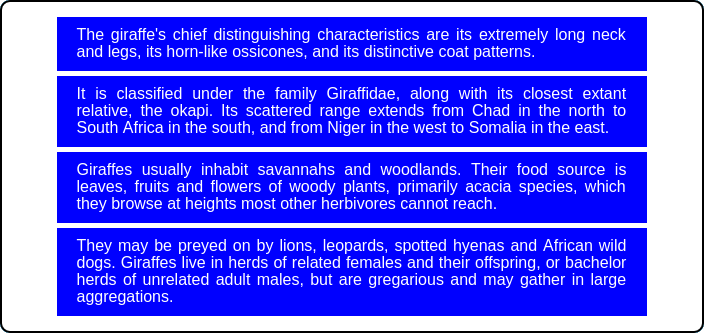 The giraffe's chief distinguishing characteristics are its extremely long neck
and legs, its horn-like ossicones, and its distinctive coat patterns.
It is classified under the family Giraffidae, along with its closest extant
relative, the okapi. Its scattered range extends from Chad in the north to
South Africa in the south, and from Niger in the west to Somalia in the east.
Giraffes usually inhabit savannahs and woodlands. Their food source is
leaves, fruits and flowers of woody plants, primarily acacia species, which
they browse at heights most other herbivores cannot reach.
They may be preyed on by lions, leopards, spotted hyenas and African wild
dogs. Giraffes live in herds of related females and their offspring, or bachelor
herds of unrelated adult males, but are gregarious and may gather in large
aggregations.